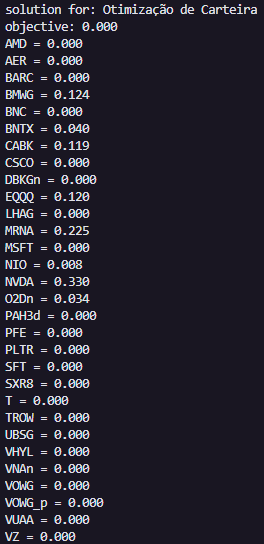 solution for: Otimização de Carteira
objective: 0.000
AMD = 0.000
AER = 0.000
BARC = 0.000
BMWG = 0.124
BNC = 0.000
BNTX = 0.040
CABK = 0.119
CSCO = 0.000
DBKGn = 0.000
EQQQ = 0.120
LHAG = 0.000
MRNA = 0.225
MSFT = 0.000
NIO = 0.008
NVDA = 0.330
O2Dn = 0.034
PAH3d = 0.000
PFE = 0.000
PLTR = 0.000
SFT = 0.000
SXR8 = 0.000
T = 0.000
TROW = 0.000
UBSG = 0.000
VHYL = 0.000
VNAn = 0.000
VOWG = 0.000
VOWG_p = 0.000
VUAA = 0.000
VZ = 0.000